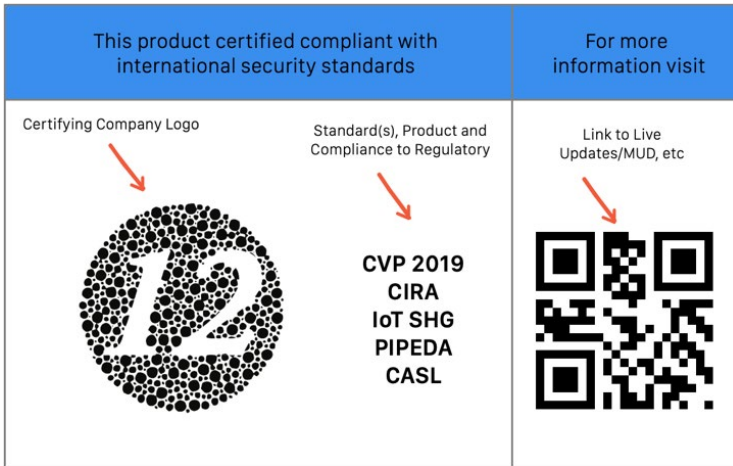 This product certified compliant with
international security standards
For more
information visit
Certifying Company Logo
Standard(s), Product and
Compliance to Regulatory
Link to Live
Updates/MUD, etc
12
CVP 2019
CIRA
IoT SHG
PIPEDA
CASL